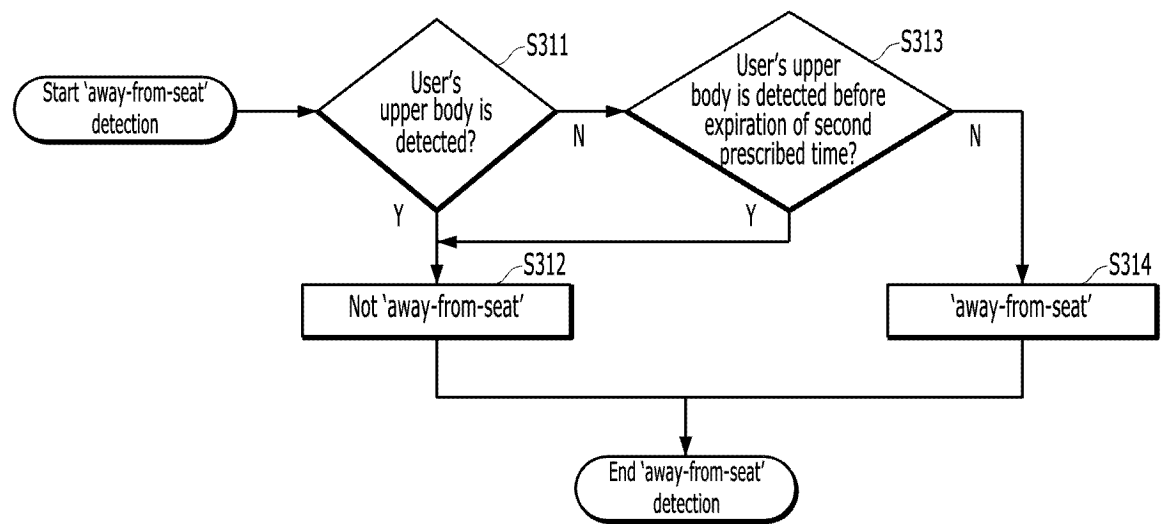 Start ‘away-from-seat’
detection
S311
User's
upper body is
detected?
N
Y
S313
User's upper
body is detected before
expiration of second
prescribed time?
N
Y
S312
Not ‘away-from-seat’
S314
‘away-from-seat’
End ‘away-from-seat’
detection